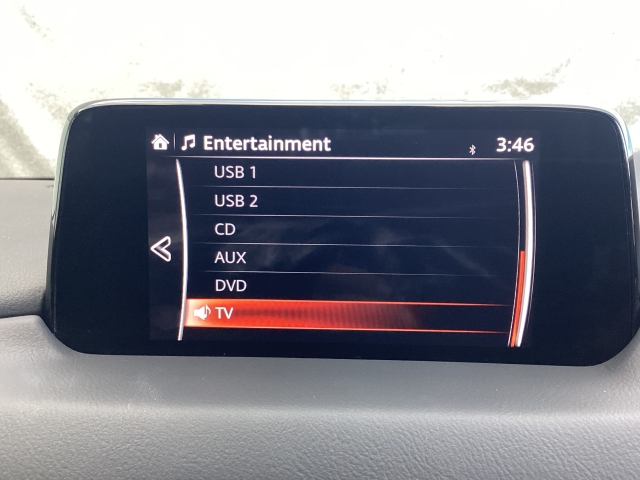 Entertainment 3:46
USB 1
USB 2
CD
AUX
DVD
TV